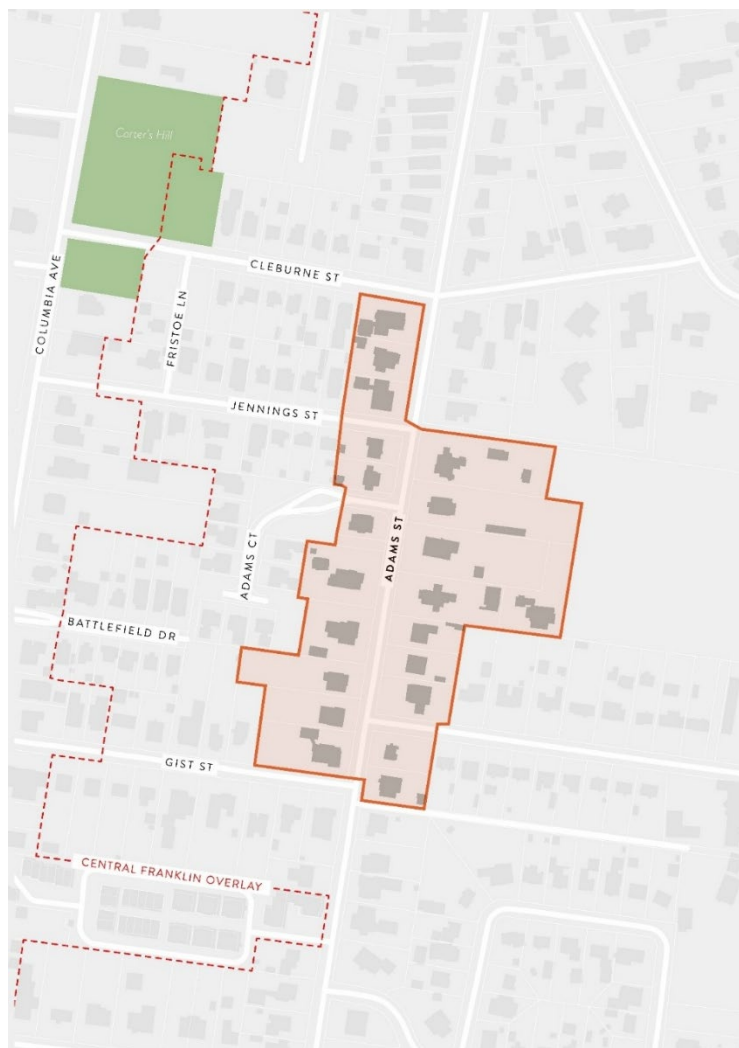 Carter's Hill
CLEBURNE ST
COLUMBIA AVE
FRISTOE LN
JENNINGS ST
ADAMS ST
ADAMS CT
BATTLEFIELD DR
GIST ST
CENTRAL FRANKLIN OVERLAY